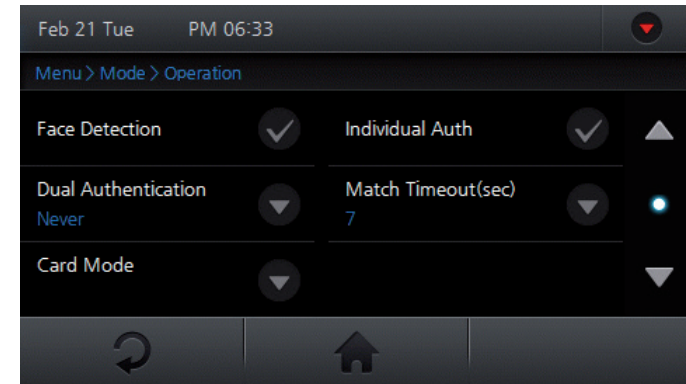 Feb 21 Tue PM 06:33
Menu > Mode > Operation
Face Detection
Individual Auth
Dual Authentication
Never
Match Timeout(sec)
7
Card Mode